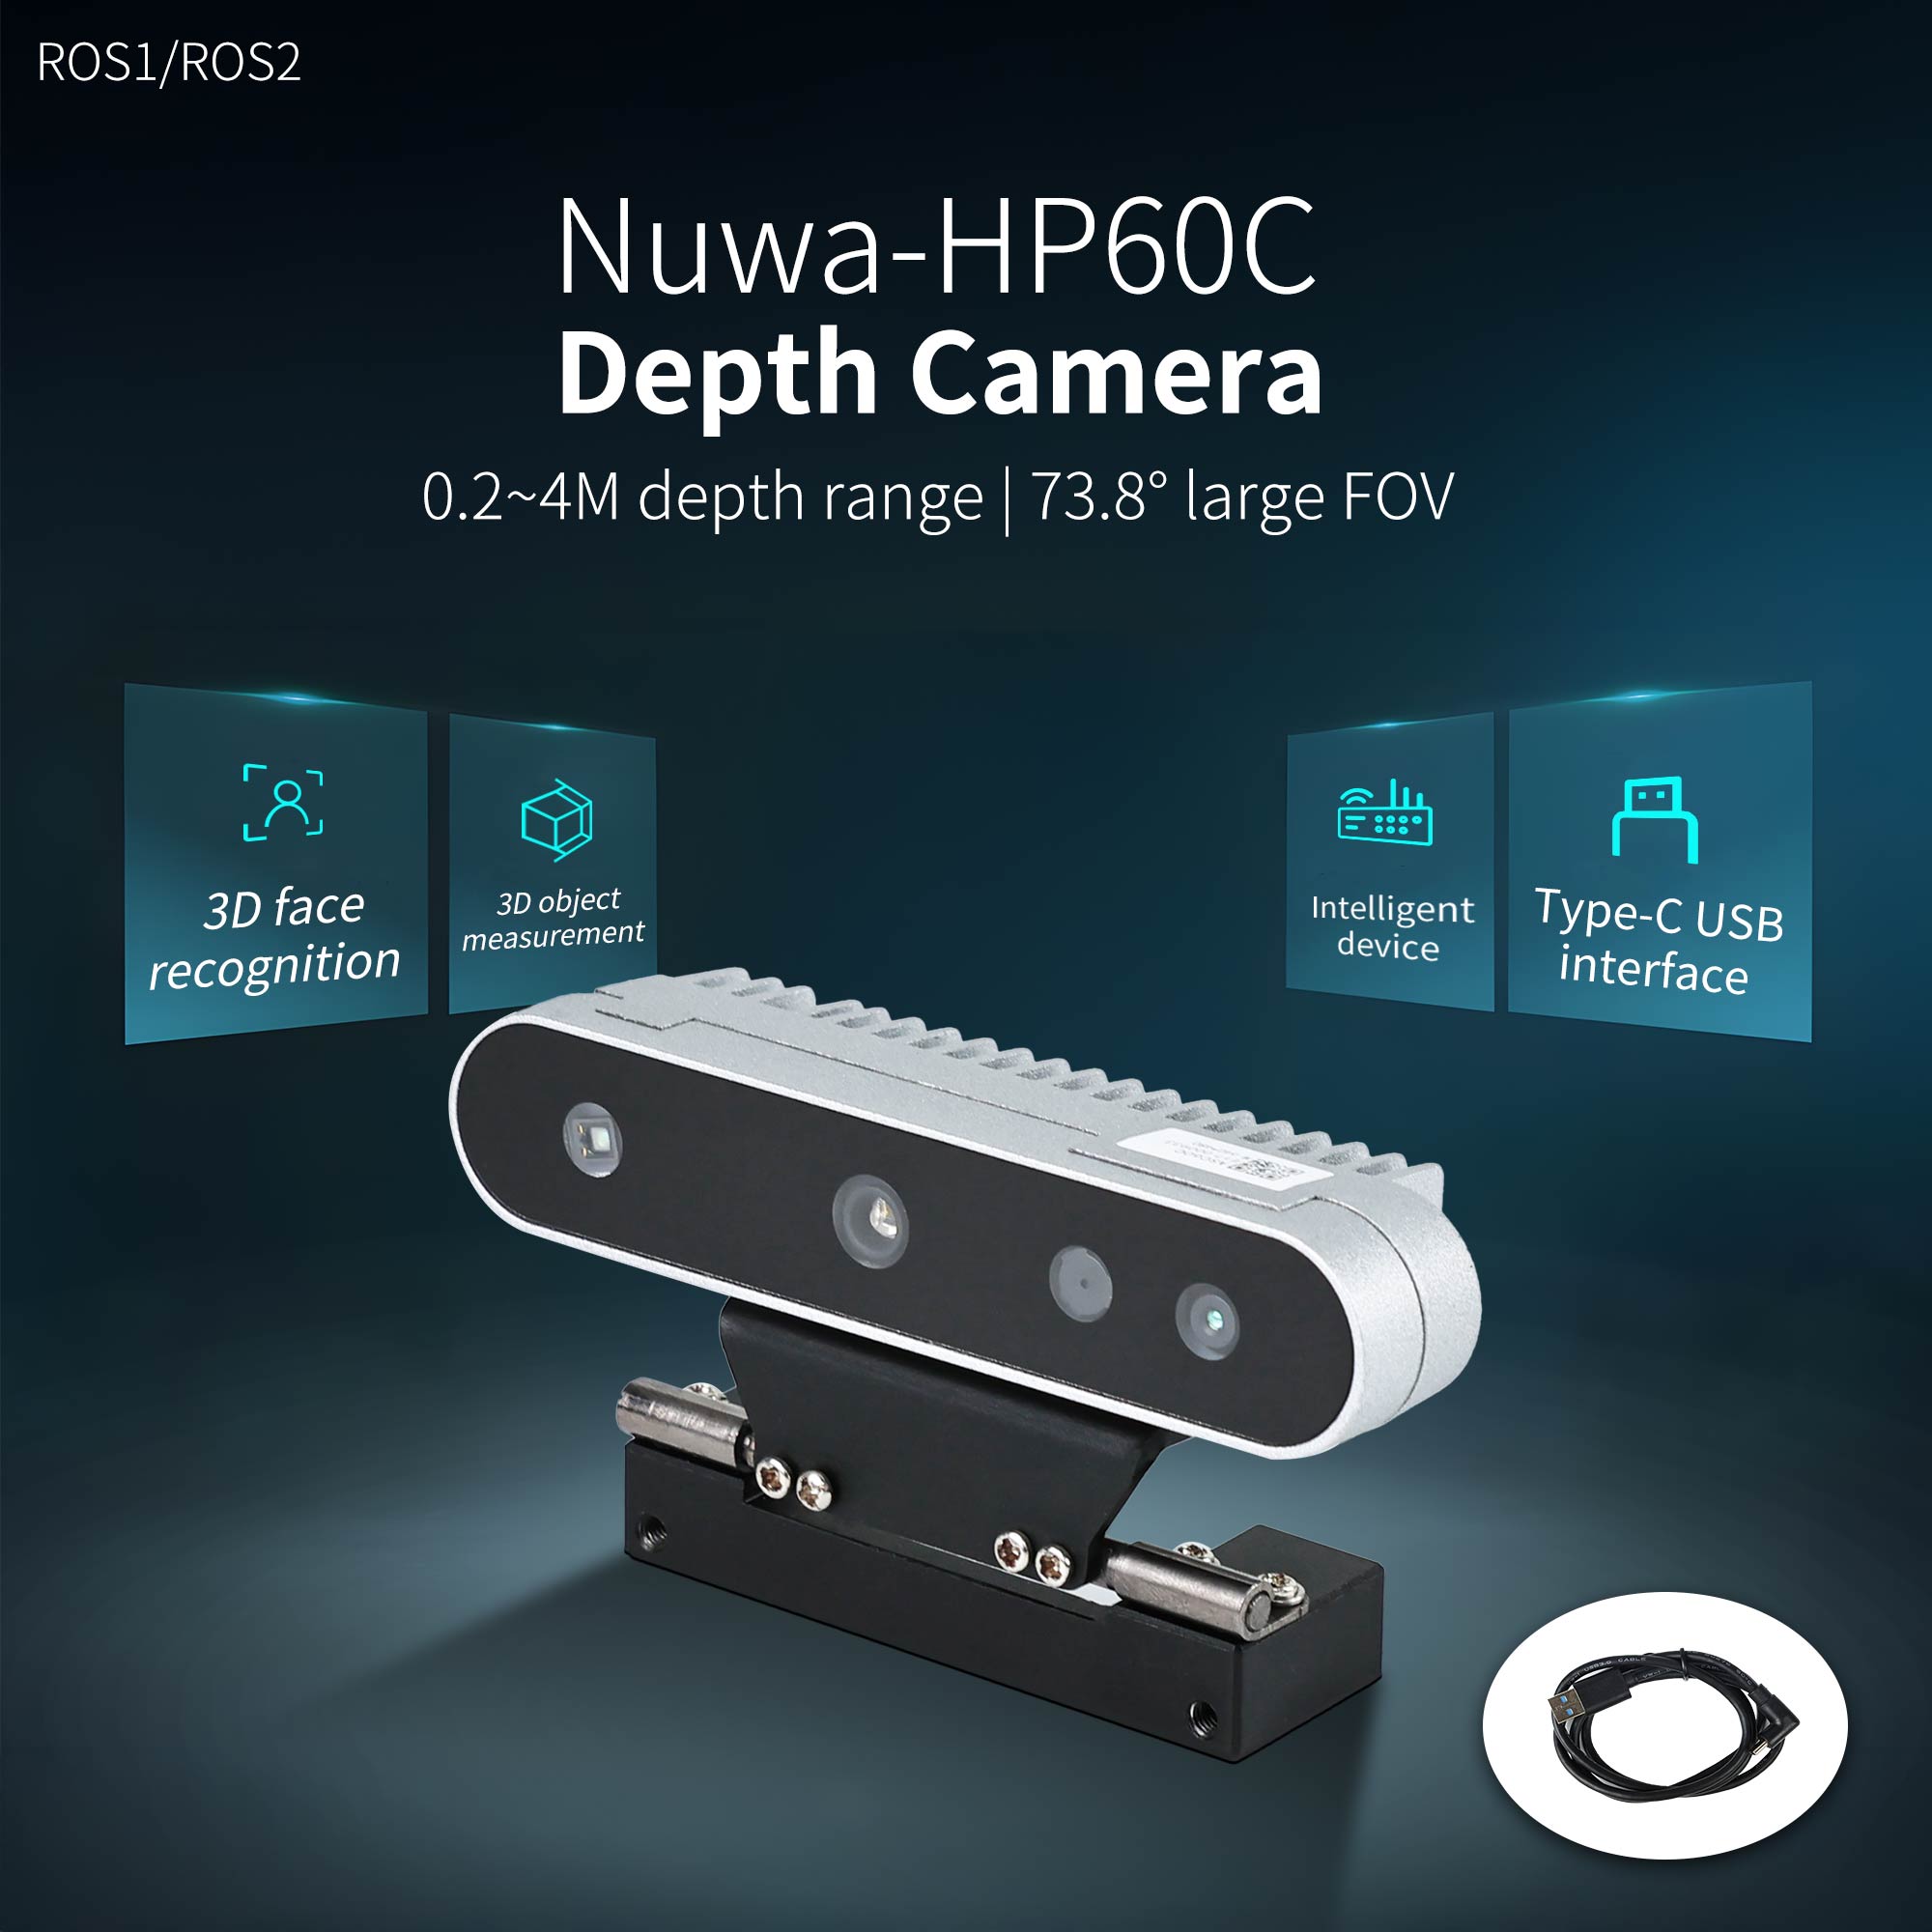 ROS1/ROS2
Nuwa-HP60C
Depth Camera
0.2~4M depth range | 73.8° large FOV
3D face
recognition
3D object
measurement
Intelligent
device
Type-C USB
interface